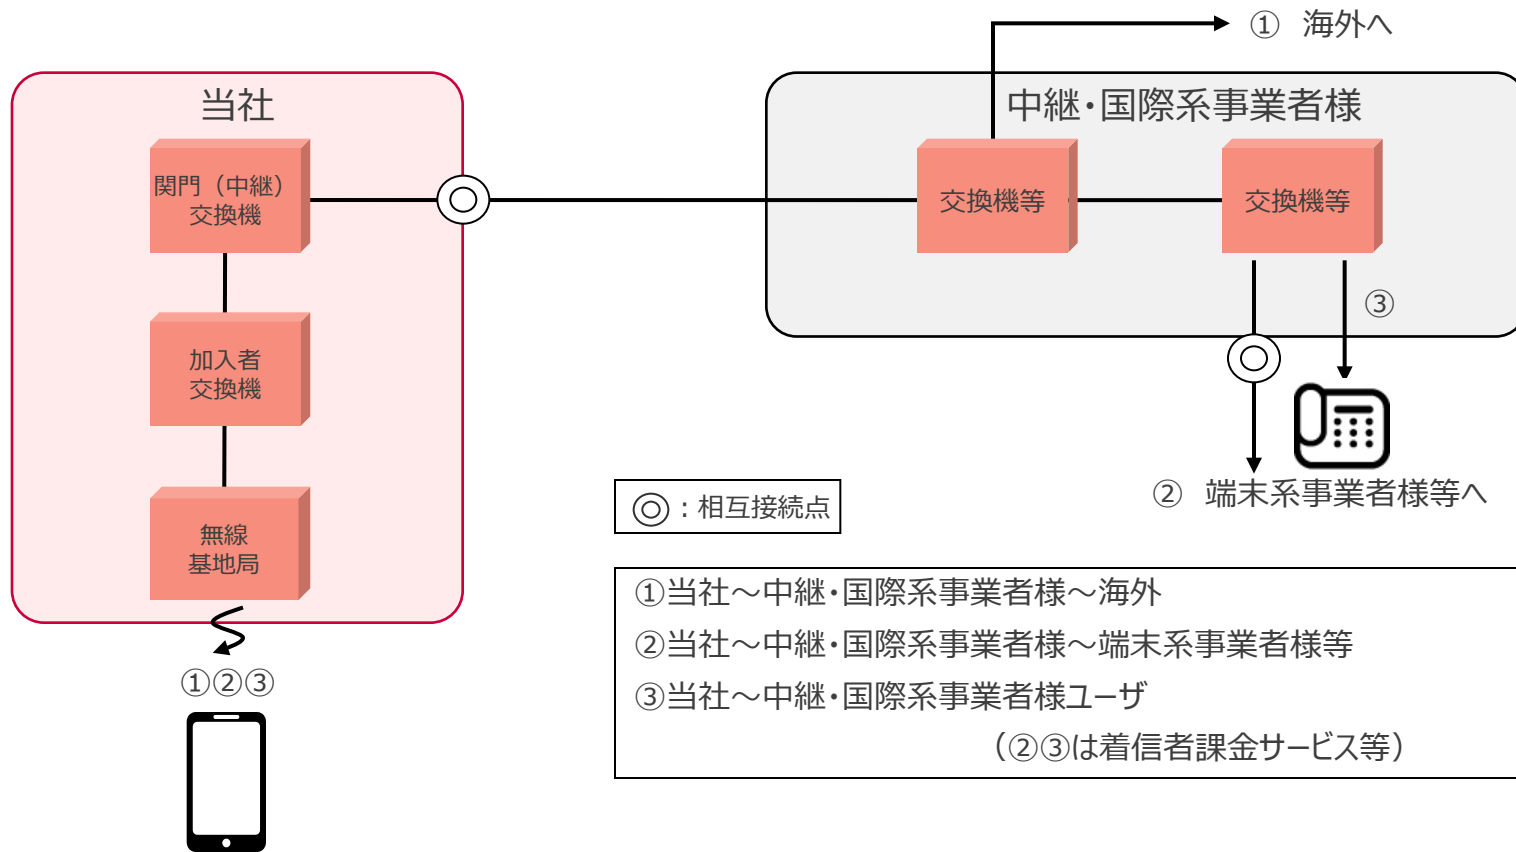 ① 海外へ
当社
中継・国際系事業者様
関門（中継）
交換機
交換機等
交換機等
③
加入者
交換機
② 端末系事業者様等へ
◎：相互接続点
無線
基地局
①当社～中継・国際系事業者様～海外
②当社～中継・国際系事業者様～端末系事業者様等
③当社～中継・国際系事業者様ユーザ
（②③は着信者課金サービス等）
①②③